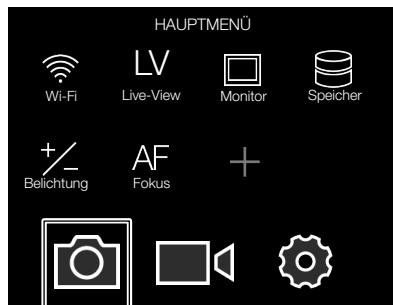 HAUPTMENÜ
LV
Wi-Fi Live-View Monitor Speicher
AF
Belichtung Fokus